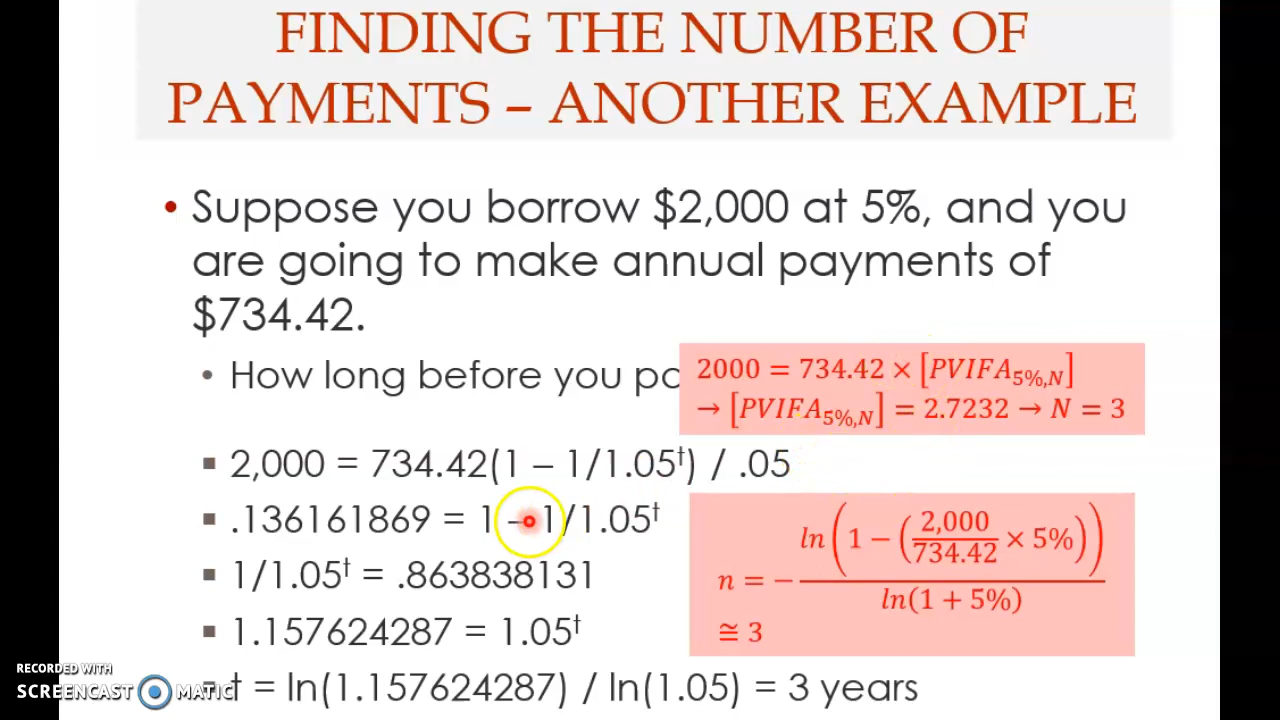 FINDING THE NUMBER OF
PAYMENTS – ANOTHER EXAMPLE
• Suppose you borrow $2,000 at 5%, and you
are going to make annual payments of
$734.42.
• How long before you
2000 = 734.42 × [PVIFA₅%,N]
→ [PVIFA₅%,N] = 2.7232 → N = 3
▪ 2,000 = 734.42(1 – 1/1.05ᵗ) / .05
▪ .136161869 = 1 – 1/1.05ᵗ
▪ 1/1.05ᵗ = .863838131
▪ 1.157624287 = 1.05ᵗ
▪ t = ln(1.157624287) / ln(1.05) = 3 years
ln(1 − (2,000/734.42 × 5%))
n = −
ln(1 + 5%)
≅ 3
RECORDED WITH
SCREENCAST MATIC